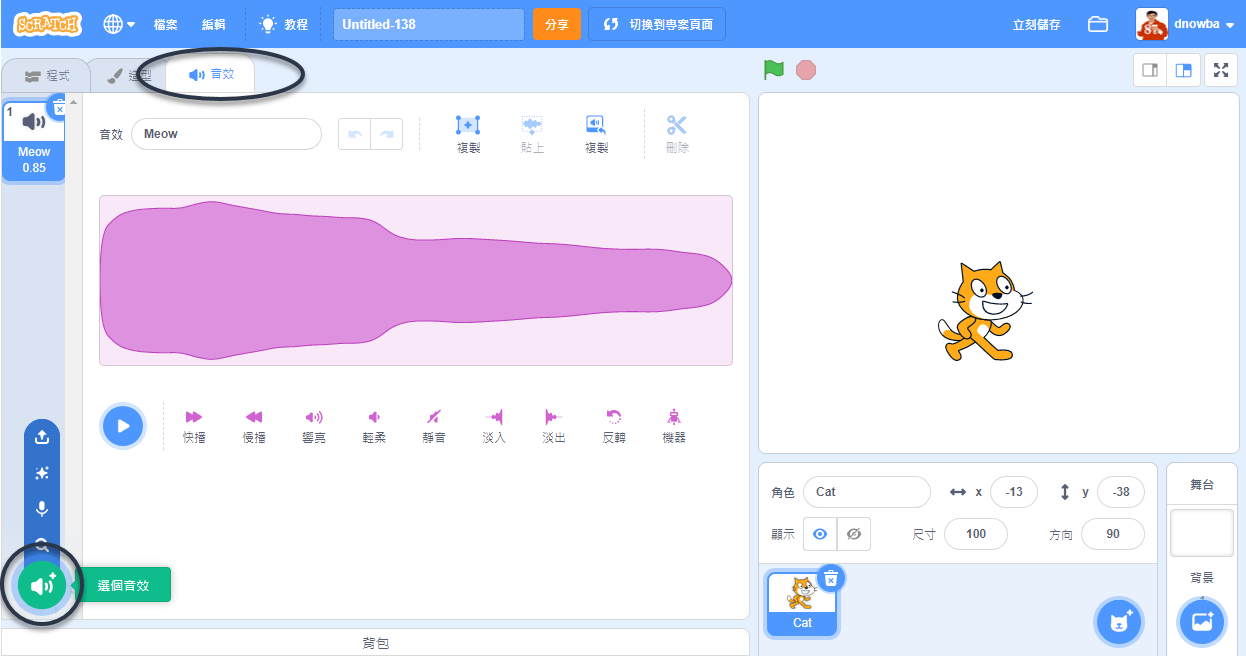 SCRATCH
檔案
編輯
教程
Untitled-138
分享
切換到專案頁面
立刻儲存
dnowba
程式
造型
音效
1
Meow
0.85
音效
Meow
複製
貼上
複製
刪除
快播
慢播
響亮
輕柔
靜音
淡入
淡出
反轉
機器
選個音效
背包
角色
Cat
x
-13
y
-38
顯示
尺寸
100
方向
90
Cat
舞台
背景